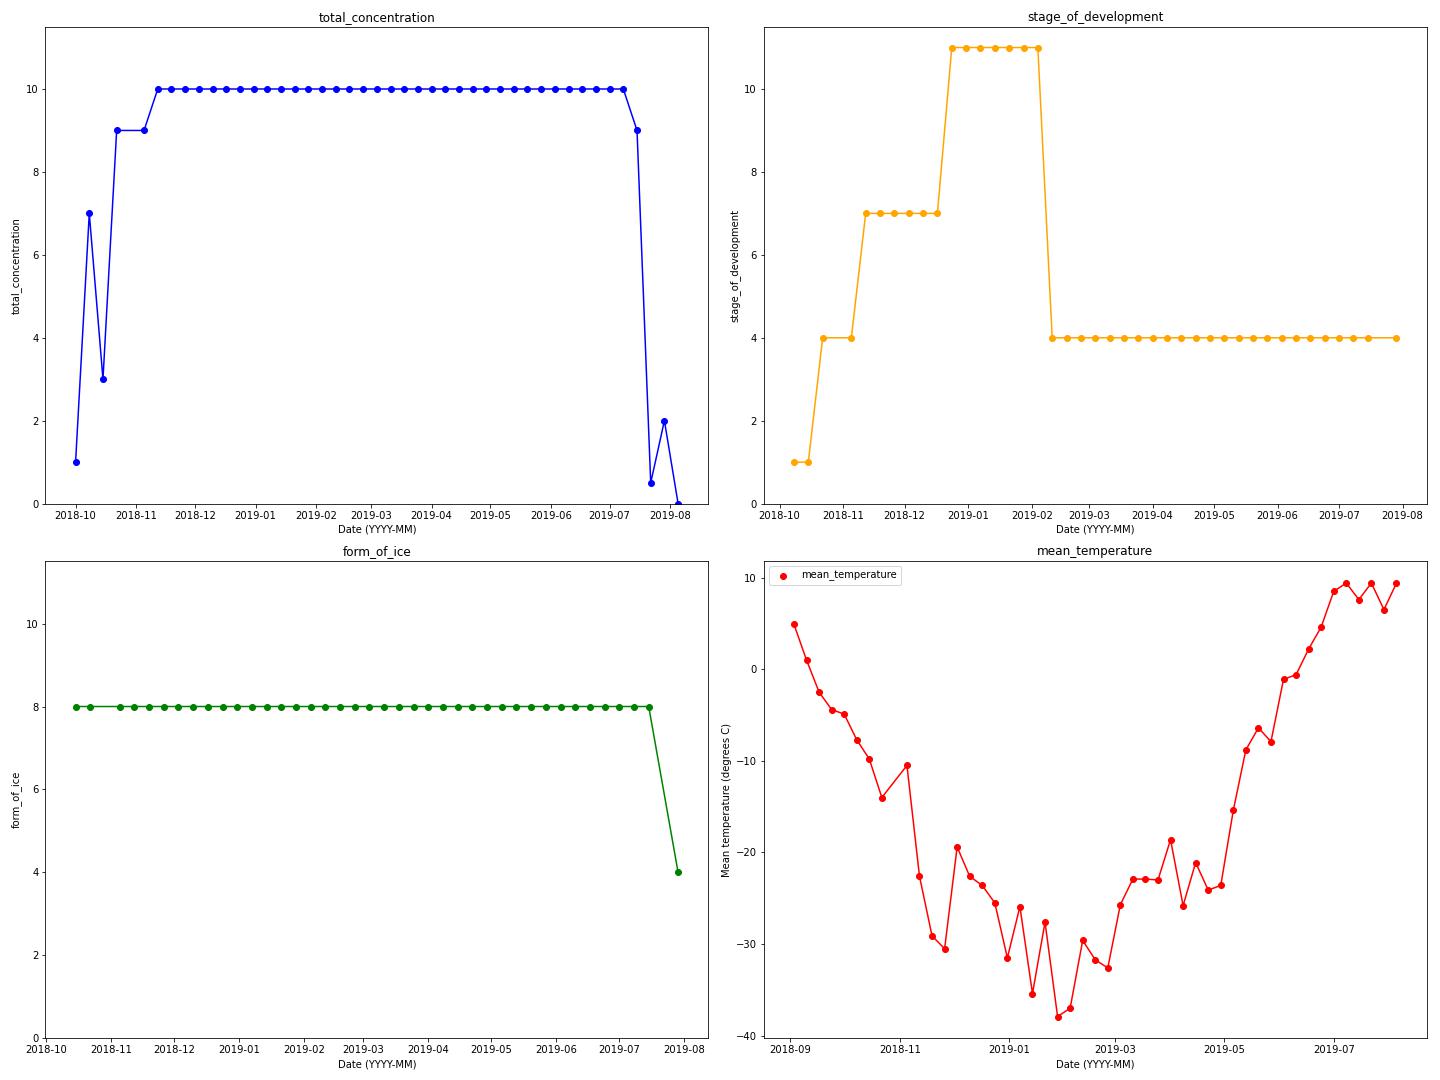 total_concentration
total_concentration
10
8
6
4
2
0
2018-10 2018-11 2018-12 2019-01 2019-02 2019-03 2019-04 2019-05 2019-06 2019-07 2019-08
Date (YYYY-MM)
stage_of_development
stage_of_development
10
8
6
4
2
0
2018-10 2018-11 2018-12 2019-01 2019-02 2019-03 2019-04 2019-05 2019-06 2019-07 2019-08
Date (YYYY-MM)
form_of_ice
form_of_ice
10
8
6
4
2
0
2018-10 2018-11 2018-12 2019-01 2019-02 2019-03 2019-04 2019-05 2019-06 2019-07 2019-08
Date (YYYY-MM)
mean_temperature
mean_temperature
Mean temperature (degrees C)
10
0
−10
−20
−30
−40
2018-09 2018-11 2019-01 2019-03 2019-05 2019-07
Date (YYYY-MM)